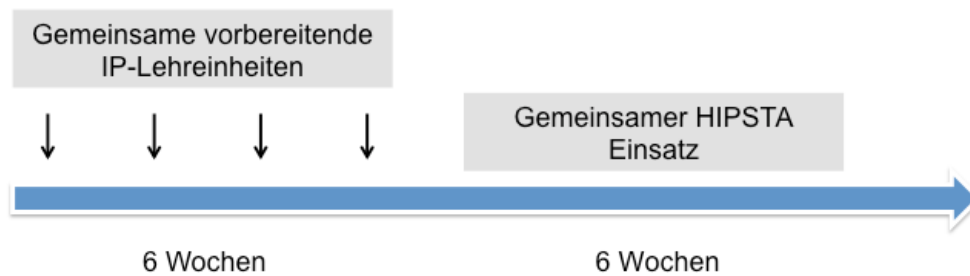 Gemeinsame vorbereitende
IP-Lehreinheiten
Gemeinsamer HIPSTA
Einsatz
6 Wochen
6 Wochen